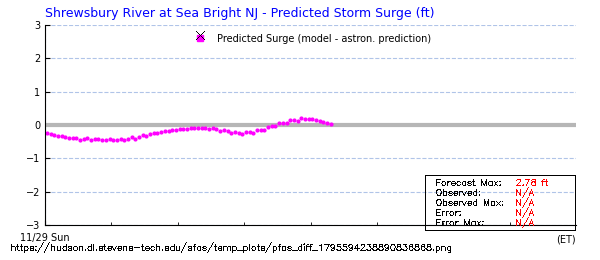 Shrewsbury River at Sea Bright NJ - Predicted Storm Surge (ft)
3
Predicted Surge (model - astron. prediction)
2
1
0
−1
Forecast Max: 2.78 ft
−2
Observed: N/A
Observed Max: N/A
Error: N/A
Error Max: N/A
−3
11/29 Sun
(ET)
https://hudson.dl.stevens-tech.edu/sfas/temp_plots/pfas_diff_1795594238890836868.png